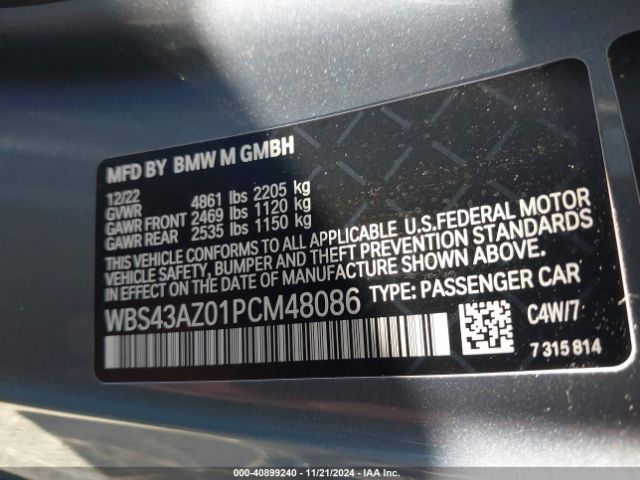 MFD BY BMW M GMBH
12/22
GVWR 4861 lbs 2205 kg
GAWR FRONT 2469 lbs 1120 kg
GAWR REAR 2535 lbs 1150 kg
THIS VEHICLE CONFORMS TO ALL APPLICABLE U.S.FEDERAL MOTOR
VEHICLE SAFETY, BUMPER AND THEFT PREVENTION STANDARDS
IN EFFECT ON THE DATE OF MANUFACTURE SHOWN ABOVE.
WBS43AZ01PCM48086 TYPE: PASSENGER CAR
C4W/7
7 315 814
000-40899240 - 11/21/2024 - IAA Inc.